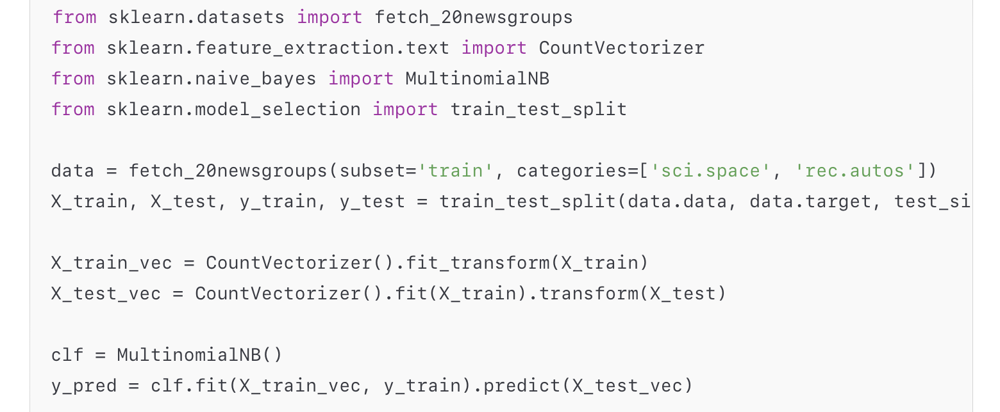 from sklearn.datasets import fetch_20newsgroups
from sklearn.feature_extraction.text import CountVectorizer
from sklearn.naive_bayes import MultinomialNB
from sklearn.model_selection import train_test_split
data = fetch_20newsgroups(subset='train', categories=['sci.space', 'rec.autos'])
X_train, X_test, y_train, y_test = train_test_split(data.data, data.target, test_si
X_train_vec = CountVectorizer().fit_transform(X_train)
X_test_vec = CountVectorizer().fit(X_train).transform(X_test)
clf = MultinomialNB()
y_pred = clf.fit(X_train_vec, y_train).predict(X_test_vec)